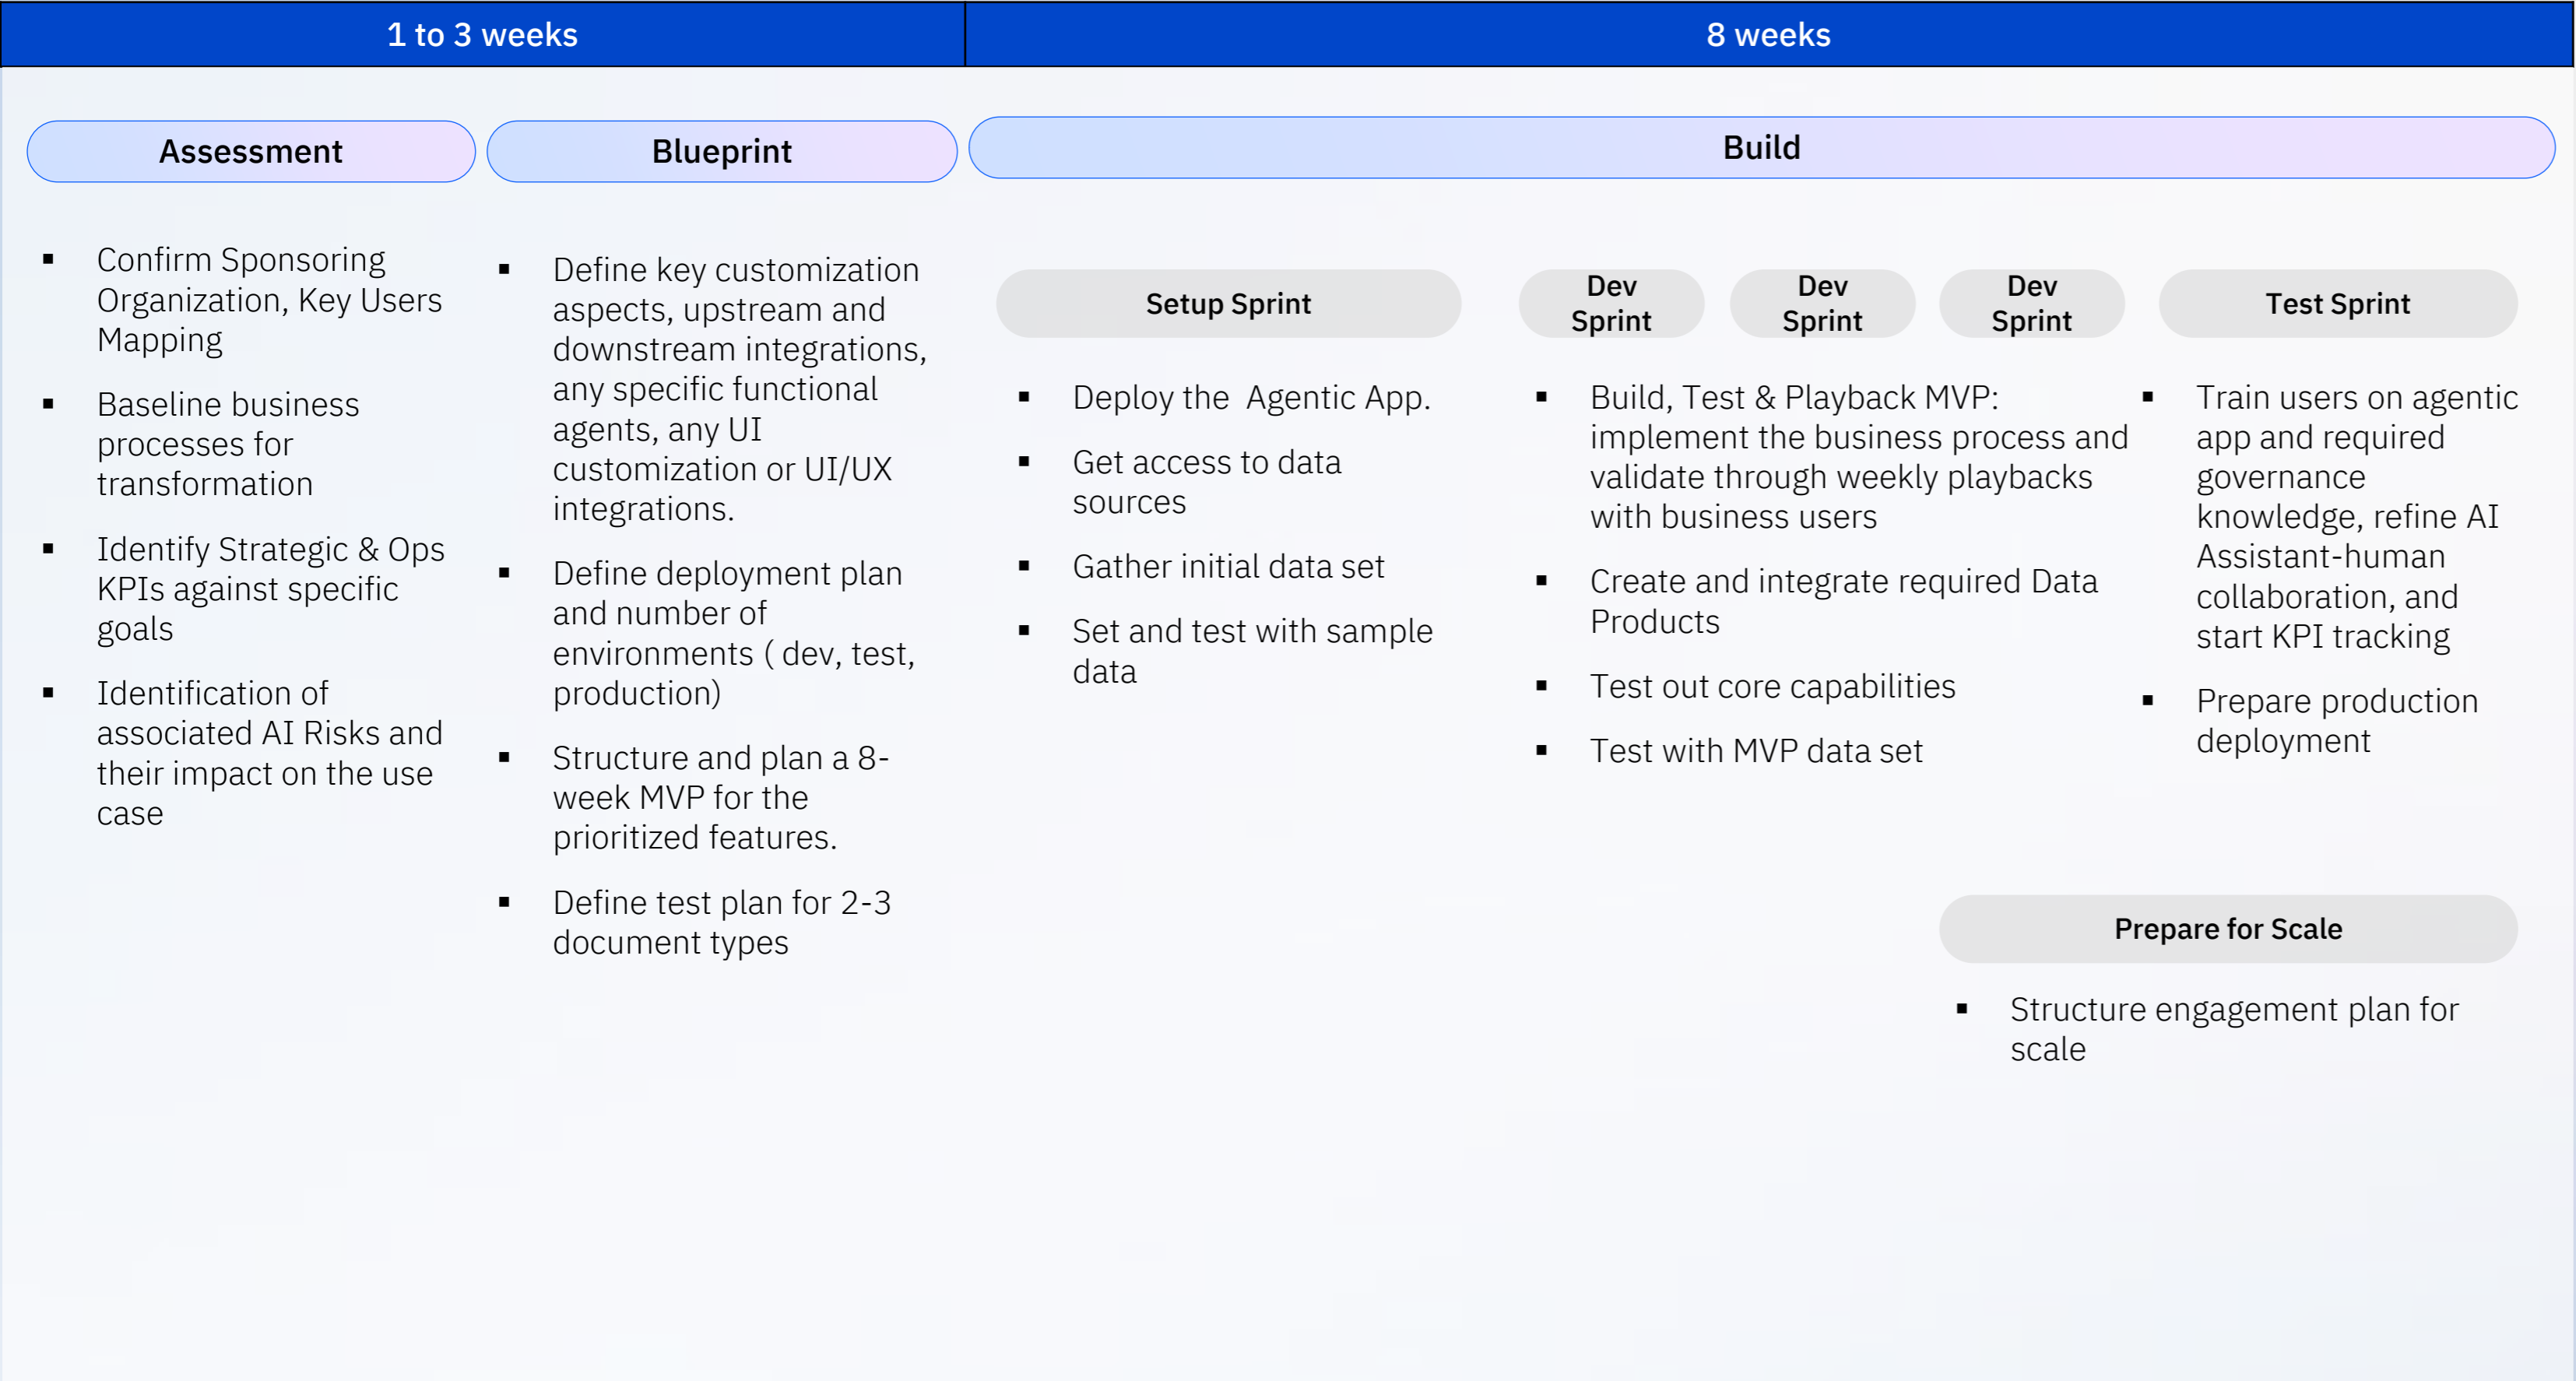 1 to 3 weeks
8 weeks
Assessment
Blueprint
Build
▪ Confirm Sponsoring
Organization, Key Users
Mapping
▪ Baseline business
processes for
transformation
▪ Identify Strategic & Ops
KPIs against specific
goals
▪ Identification of
associated AI Risks and
their impact on the use
case
▪ Define key customization
aspects, upstream and
downstream integrations,
any specific functional
agents, any UI
customization or UI/UX
integrations.
▪ Define deployment plan
and number of
environments ( dev, test,
production)
▪ Structure and plan a 8-
week MVP for the
prioritized features.
▪ Define test plan for 2-3
document types
Setup Sprint
▪ Deploy the  Agentic App.
▪ Get access to data
sources
▪ Gather initial data set
▪ Set and test with sample
data
Dev
Sprint
Dev
Sprint
Dev
Sprint
▪ Build, Test & Playback MVP:
implement the business process and
validate through weekly playbacks
with business users
▪ Create and integrate required Data
Products
▪ Test out core capabilities
▪ Test with MVP data set
Test Sprint
▪ Train users on agentic
app and required
governance
knowledge, refine AI
Assistant-human
collaboration, and
start KPI tracking
▪ Prepare production
deployment
Prepare for Scale
▪ Structure engagement plan for
scale